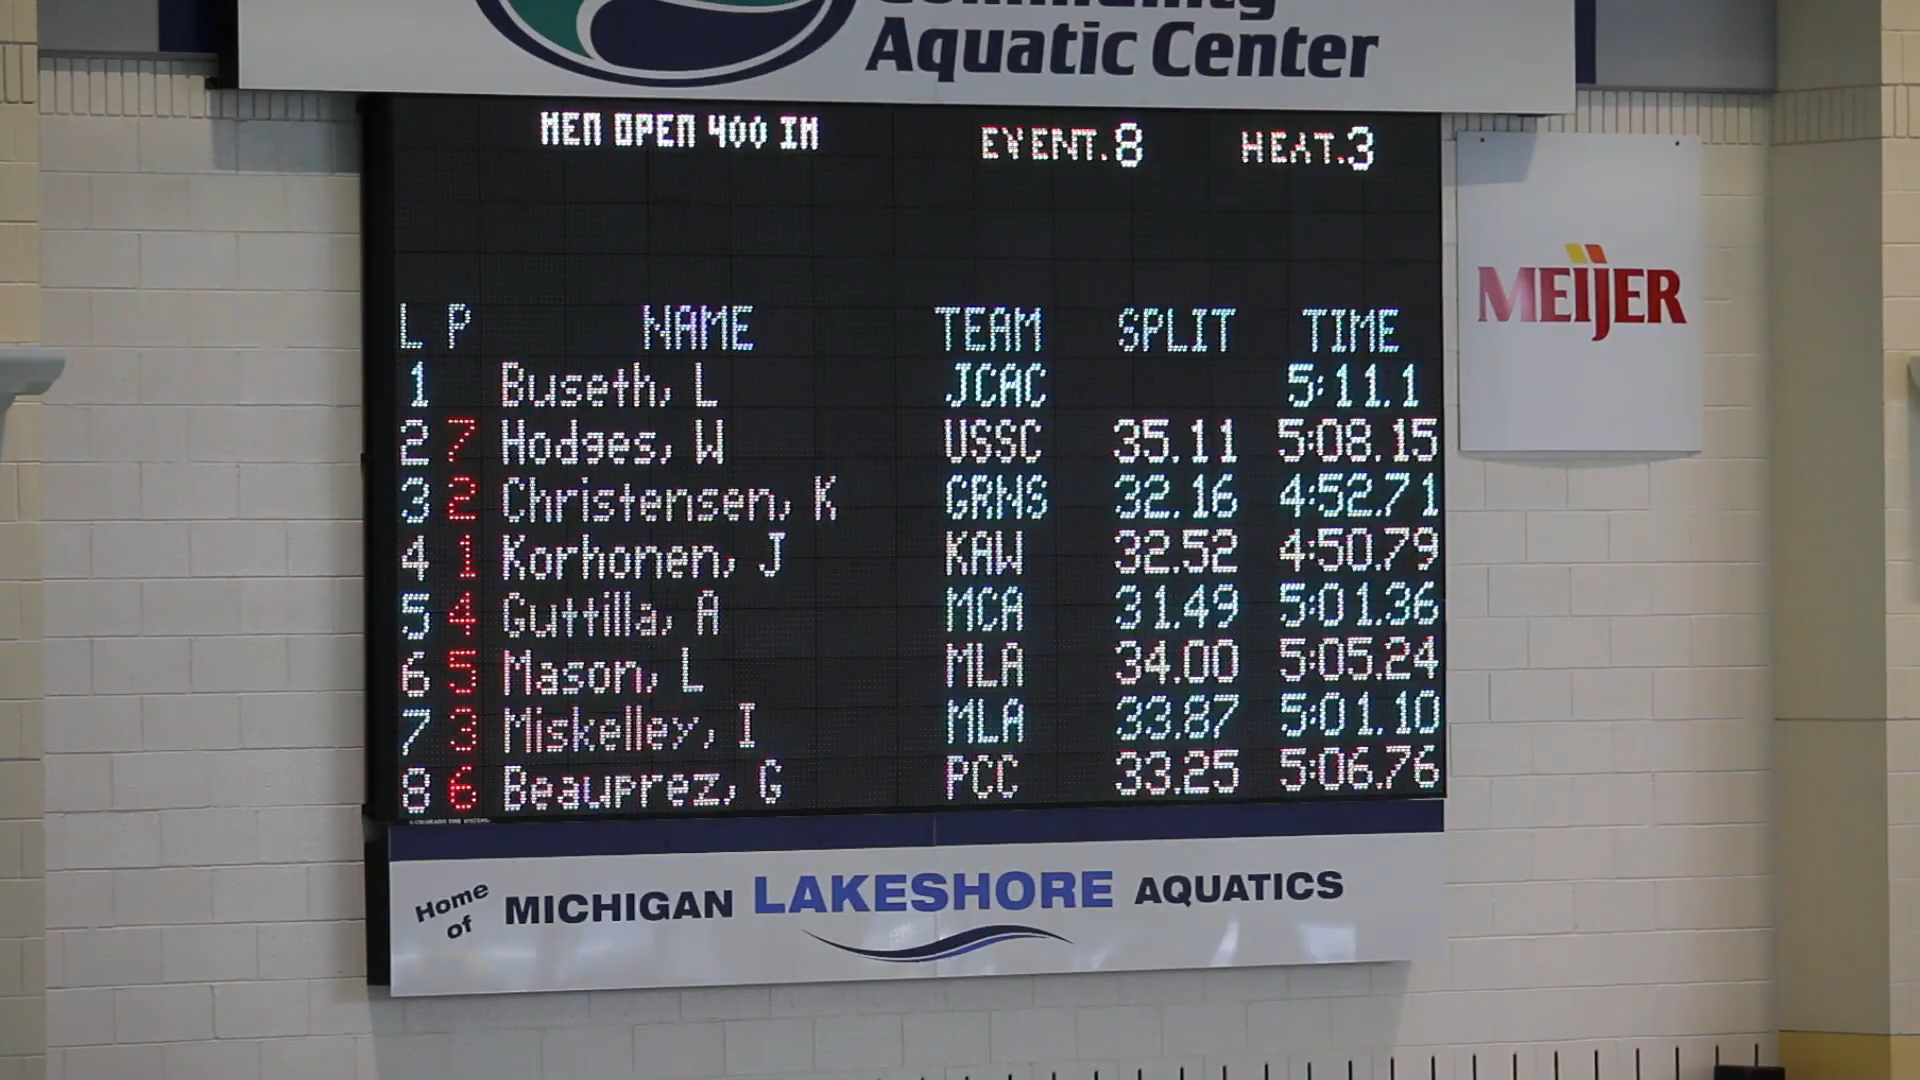 Community
Aquatic Center
MEN OPEN 400 IM EVENT.8 HEAT.3
L P NAME TEAM SPLIT TIME
1 Buseth, L JCAC 5:11.1
2 7 Hodges, W USSC 35.11 5:08.15
3 2 Christensen, K GRNS 32.16 4:52.71
4 1 Korhonen, J KAW 32.52 4:50.79
5 4 Guttilla, A MCA 31.49 5:01.36
6 5 Mason, L MLA 34.00 5:05.24
7 3 Miskelley, I MLA 33.87 5:01.10
8 6 Beauprez, G PCC 33.25 5:06.76
COLORADO TIME SYSTEMS
Home of MICHIGAN LAKESHORE AQUATICS
MEIJER